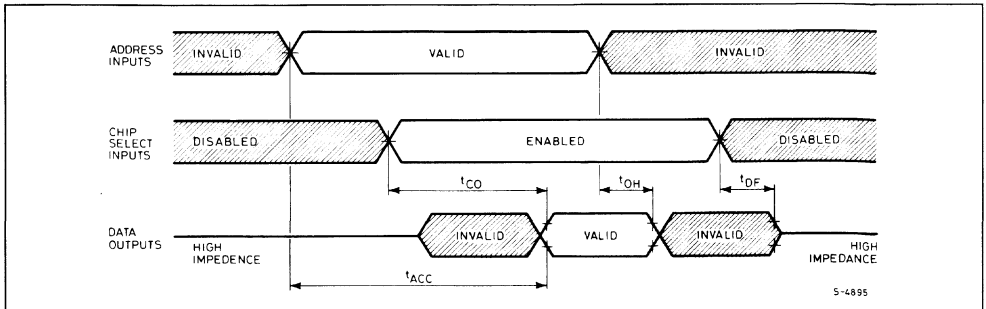 ADDRESS
INPUTS
INVALID
VALID
INVALID
CHIP
SELECT
INPUTS
DISABLED
ENABLED
DISABLED
tCO
tOH
tDF
DATA
OUTPUTS
HIGH
IMPEDENCE
INVALID
VALID
INVALID
HIGH
IMPEDANCE
tACC
S-4895